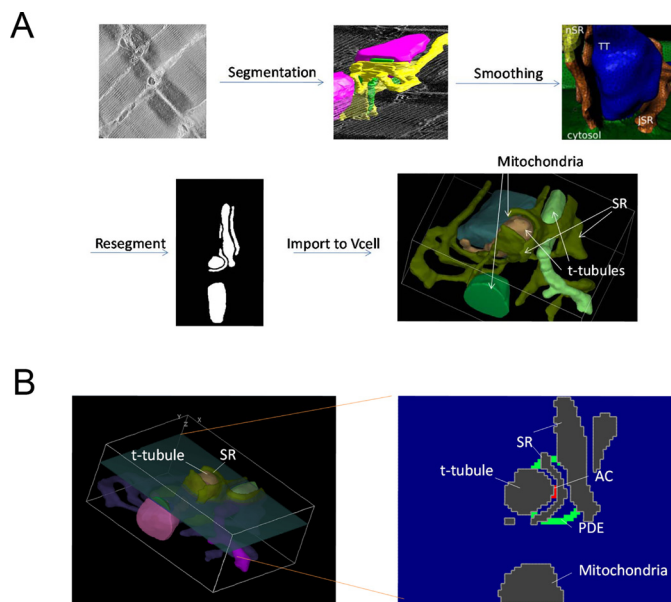 A
Segmentation
Smoothing
nSR
TT
jSR
cytosol
Resegment
Import to Vcell
Mitochondria
SR
t-tubules
B
Y
X
Z
t-tubule
SR
SR
t-tubule
AC
PDE
Mitochondria